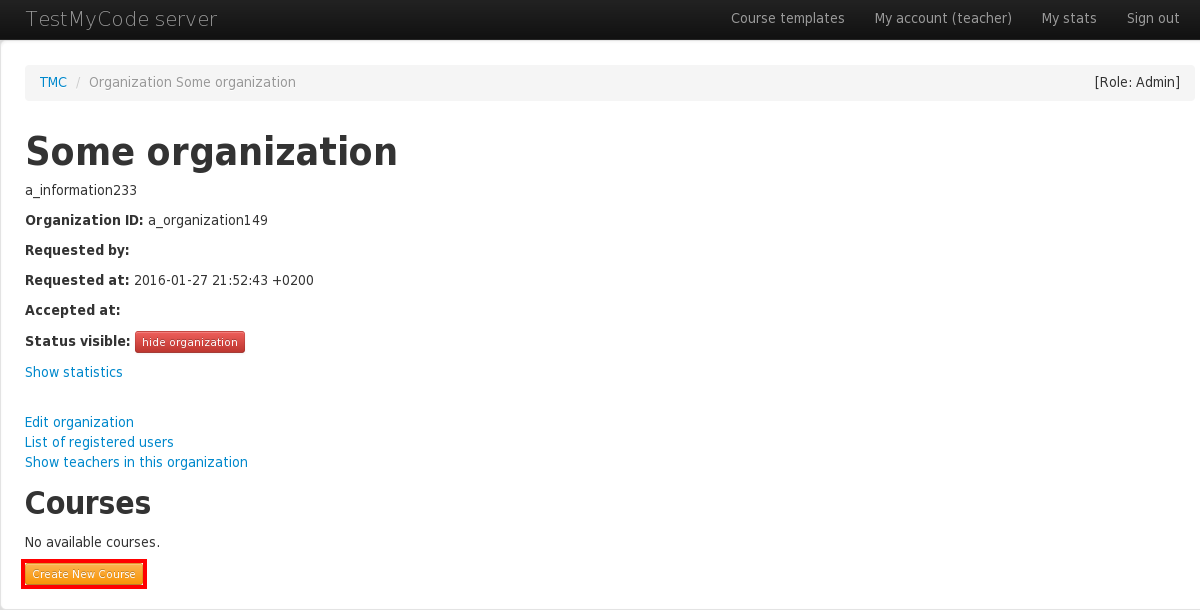 TestMyCode server Course templates My account (teacher) My stats Sign out
TMC / Organization Some organization [Role: Admin]
Some organization
a_information233
Organization ID: a_organization149
Requested by:
Requested at: 2016-01-27 21:52:43 +0200
Accepted at:
Status visible: hide organization
Show statistics
Edit organization
List of registered users
Show teachers in this organization
Courses
No available courses.
Create New Course